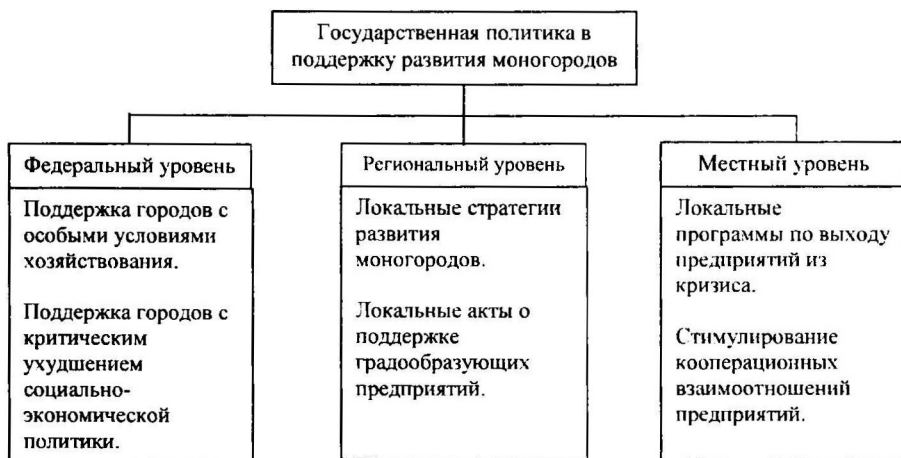 Государственная политика в
поддержку развития моногородов
Федеральный уровень
Поддержка городов с
особыми условиями
хозяйствования.
Поддержка городов с
критическим
ухудшением
социально-
экономической
политики.
Региональный уровень
Локальные стратегии
развития
моногородов.
Локальные акты о
поддержке
градообразующих
предприятий.
Местный уровень
Локальные
программы по выходу
предприятий из
кризиса.
Стимулирование
кооперационных
взаимоотношений
предприятий.